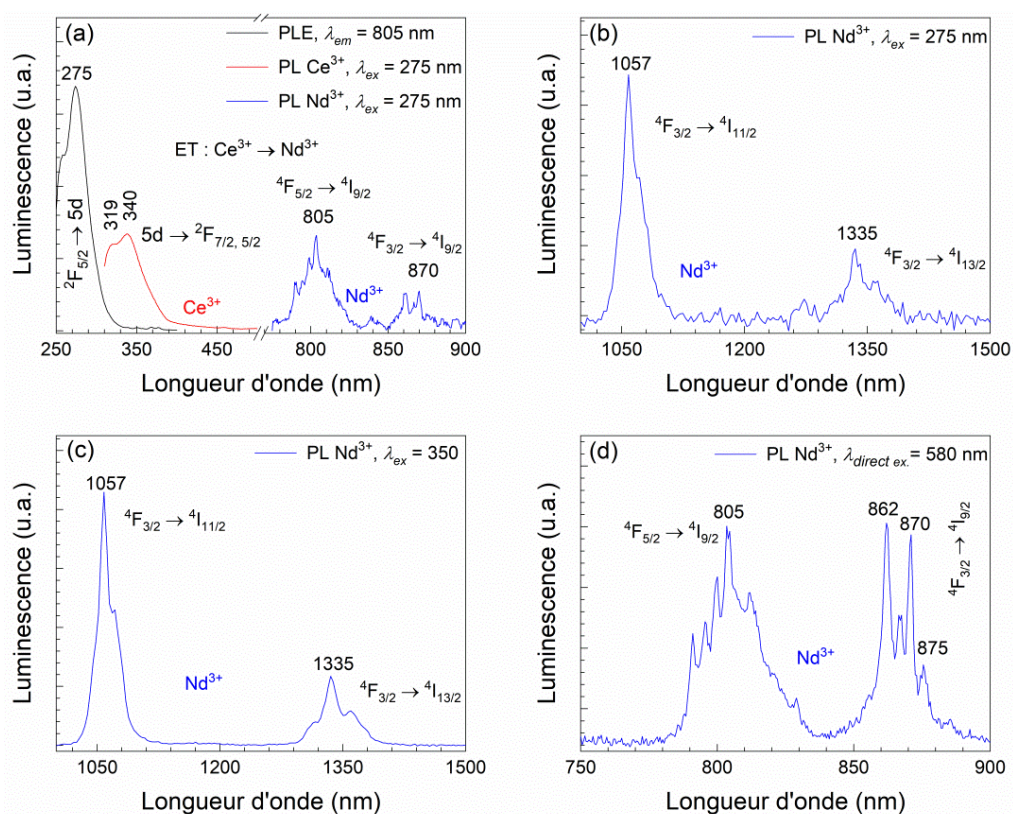 (a)
PLE, λem = 805 nm
PL Ce³⁺, λex = 275 nm
PL Nd³⁺, λex = 275 nm
275
ET : Ce³⁺ → Nd³⁺
²F5/2 → 5d
319
340
5d → ²F7/2, 5/2
Ce³⁺
⁴F5/2 → ⁴I9/2
805
Nd³⁺
⁴F3/2 → ⁴I9/2
870
Luminescence (u.a.)
250 350 450 800 850 900
Longueur d'onde (nm)
(b)
PL Nd³⁺, λex = 275 nm
1057
⁴F3/2 → ⁴I11/2
Nd³⁺
1335
⁴F3/2 → ⁴I13/2
Luminescence (u.a.)
1050 1200 1350 1500
Longueur d'onde (nm)
(c)
PL Nd³⁺, λex = 350
1057
⁴F3/2 → ⁴I11/2
Nd³⁺
1335
⁴F3/2 → ⁴I13/2
Luminescence (u.a.)
1050 1200 1350 1500
Longueur d'onde (nm)
(d)
PL Nd³⁺, λdirect ex. = 580 nm
⁴F5/2 → ⁴I9/2
805
862
870
⁴F3/2 → ⁴I9/2
875
Nd³⁺
Luminescence (u.a.)
750 800 850 900
Longueur d'onde (nm)